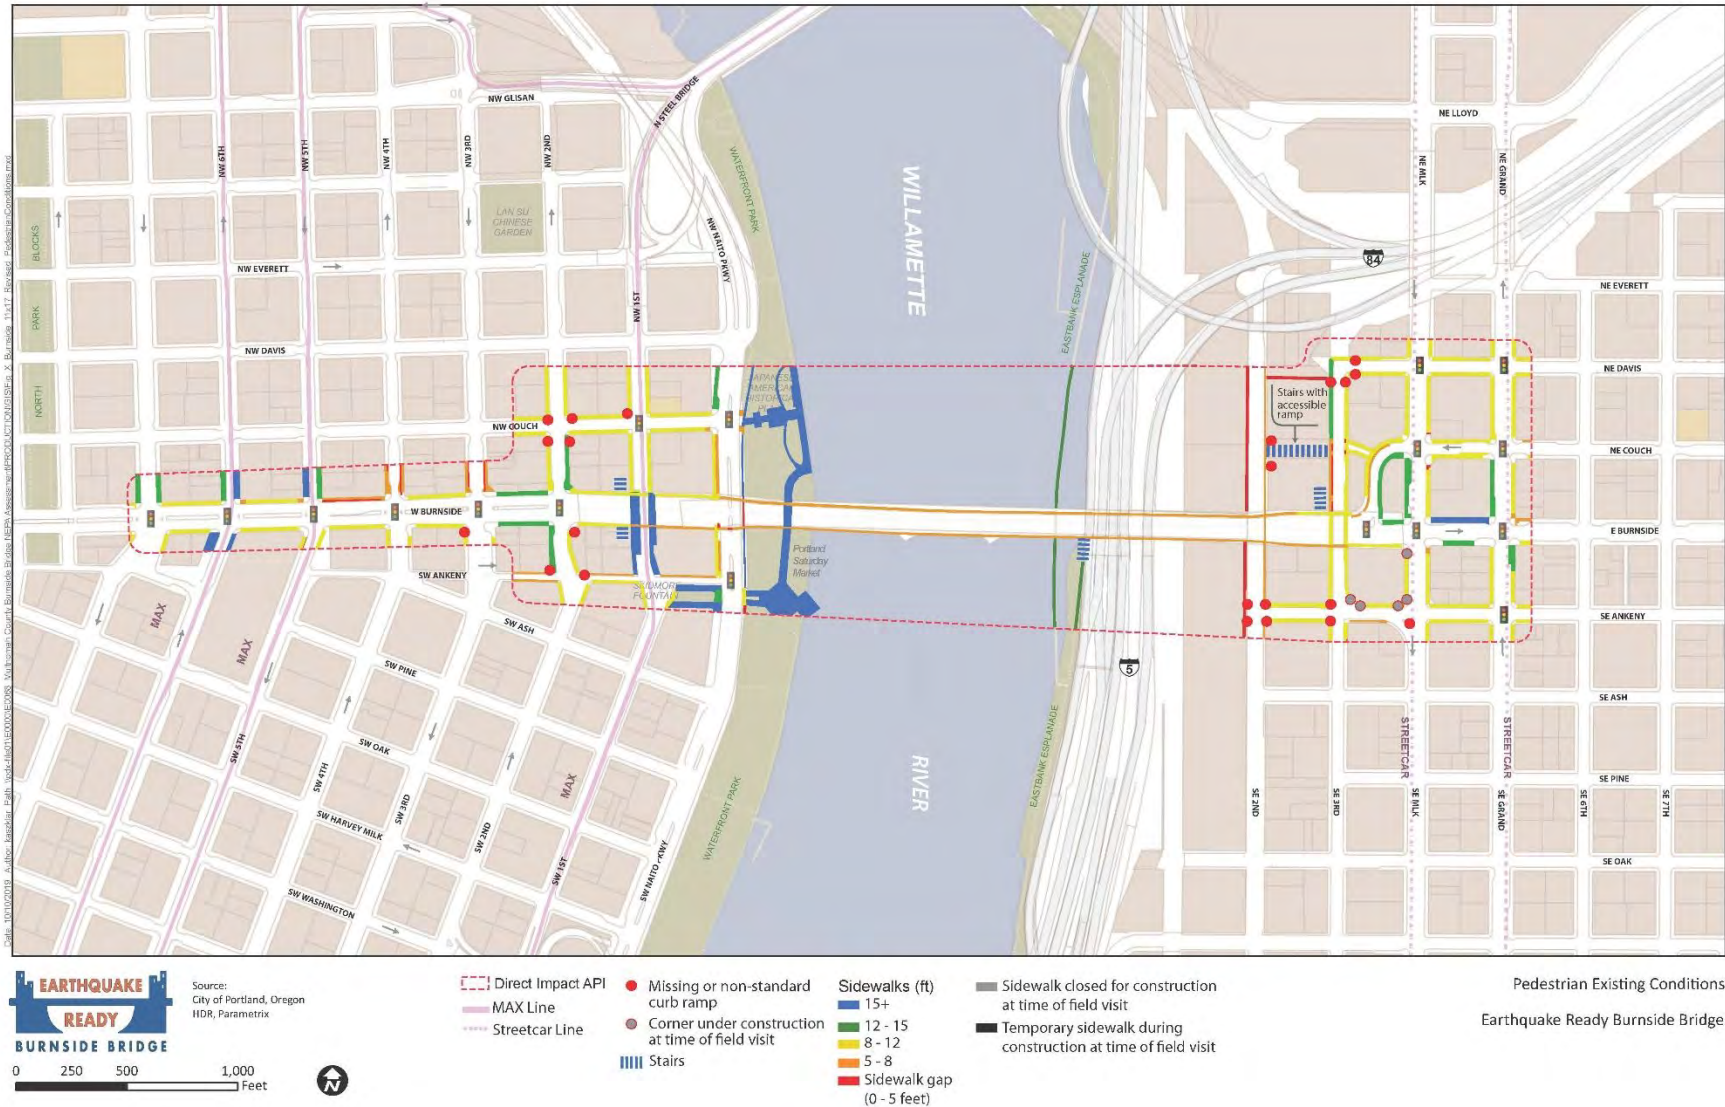 NW GLISAN
N STEEL BRIDGE
NE LLOYD
NW 6TH
NW 5TH
NW 4TH
NW 3RD
NW 2ND
WATERFRONT PARK
WILLAMETTE
NE MLK
NE GRAND
LAN SU
CHINESE
GARDEN
BLOCKS
PARK
NORTH
NW NAITO PKWY
NW EVERETT
NW 1ST
84
EASTBANK ESPLANADE
NE EVERETT
NW DAVIS
NE DAVIS
JAPANESE
AMERICAN
HISTORICAL
Stairs with
accessible
ramp
NW COUCH
NE COUCH
W BURNSIDE
E BURNSIDE
Portland
Saturday
Market
SW ANKENY
SKIDMORE
FOUNTAIN
SE ANKENY
MAX
MAX
SW ASH
SW PINE
5
SE ASH
SW OAK
SW 5TH
SW 4TH
SW 3RD
SW 2ND
MAX
EASTBANK ESPLANADE
STREETCAR
STREETCAR
RIVER
SE PINE
SE 2ND
SE 3RD
SE MLK
SE GRAND
SE 6TH
SE 7TH
SW HARVEY MILK
WATERFRONT PARK
SW 1ST
SW NAITO PKWY
SE OAK
SW WASHINGTON
EARTHQUAKE
READY
BURNSIDE BRIDGE
Source:
City of Portland, Oregon
HDR, Parametrix
0 250 500 1,000
Feet
N
Direct Impact API
MAX Line
Streetcar Line
Missing or non-standard
curb ramp
Corner under construction
at time of field visit
Stairs
Sidewalks (ft)
15+
12 - 15
8 - 12
5 - 8
Sidewalk gap
(0 - 5 feet)
Sidewalk closed for construction
at time of field visit
Temporary sidewalk during
construction at time of field visit
Pedestrian Existing Conditions
Earthquake Ready Burnside Bridge